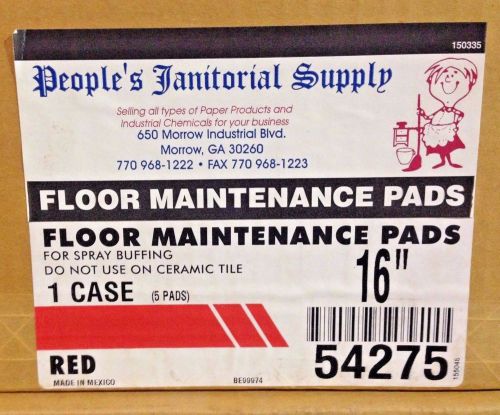 150335
People's Janitorial Supply
Selling all types of Paper Products and
Industrial Chemicals for your business
650 Morrow Industrial Blvd.
Morrow, GA 30260
770 968-1222 • FAX 770 968-1223
FLOOR MAINTENANCE PADS
FLOOR MAINTENANCE PADS
FOR SPRAY BUFFING
DO NOT USE ON CERAMIC TILE
1 CASE (5 PADS)
16"
RED
54275
155046
MADE IN MEXICO
BE99974